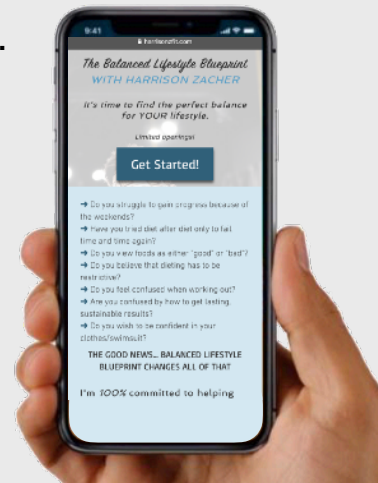 9:41
harrisonzfit.com
The Balanced Lifestyle Blueprint
WITH HARRISON ZACHER
It's time to find the perfect balance
for YOUR lifestyle.
Limited openings!
Get Started!
➔ Do you struggle to gain progress because of
the weekends?
➔ Have you tried diet after diet only to fail
time and time again?
➔ Do you view foods as either "good" or "bad"?
➔ Do you believe that dieting has to be
restrictive?
➔ Do you feel confused when working out?
➔ Are you confused by how to get lasting,
sustainable results?
➔ Do you wish to be confident in your
clothes/swimsuit?
THE GOOD NEWS... BALANCED LIFESTYLE
BLUEPRINT CHANGES ALL OF THAT
I'm 100% committed to helping